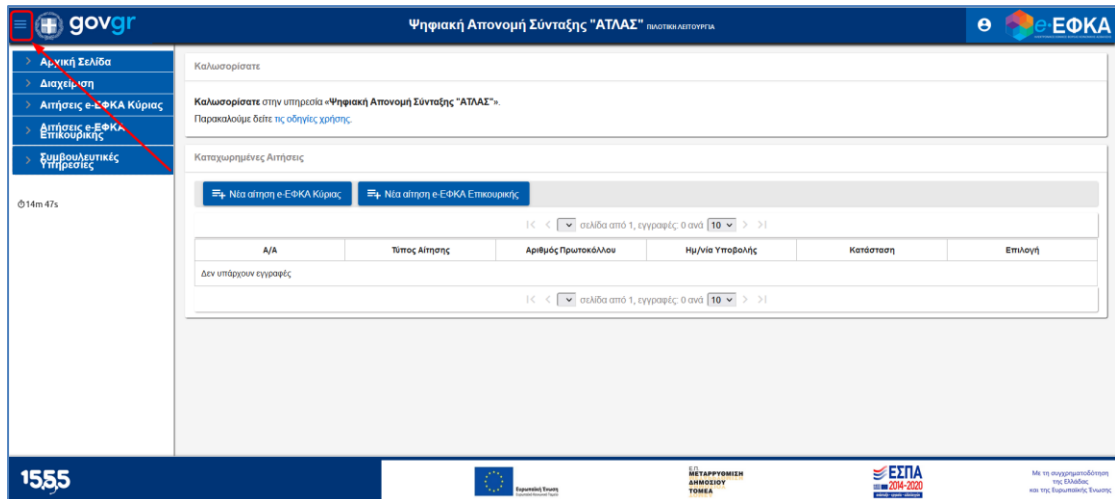 govgr
Ψηφιακή Απονομή Σύνταξης "ΑΤΛΑΣ" ΠΙΛΟΤΙΚΗ ΛΕΙΤΟΥΡΓΙΑ
e-ΕΦΚΑ
Αρχική Σελίδα
Διαχείριση
Αιτήσεις e-ΕΦΚΑ Κύριας
Αιτήσεις e-ΕΦΚΑ
Επικουρικής
Συμβουλευτικές
Υπηρεσίες
14m 47s
Καλωσορίσατε
Καλωσορίσατε στην υπηρεσία «Ψηφιακή Απονομή Σύνταξης "ΑΤΛΑΣ"».
Παρακαλούμε δείτε τις οδηγίες χρήσης.
Καταχωρημένες Αιτήσεις
Νέα αίτηση e-ΕΦΚΑ Κύριας Νέα αίτηση e-ΕΦΚΑ Επικουρικής
|< < σελίδα από 1, εγγραφές: 0 ανά 10 > >|
Α/Α Τύπος Αίτησης Αριθμός Πρωτοκόλλου Ημ/νία Υποβολής Κατάσταση Επιλογή
Δεν υπάρχουν εγγραφές
|< < σελίδα από 1, εγγραφές: 0 ανά 10 > >|
1555
Ευρωπαϊκή Ένωση
ΜΕΤΑΡΡΥΘΜΙΣΗ
ΔΗΜΟΣΙΟΥ
ΤΟΜΕΑ
ΕΣΠΑ
2014-2020
Με τη συγχρηματοδότηση
της Ελλάδας
και της Ευρωπαϊκής Ένωσης